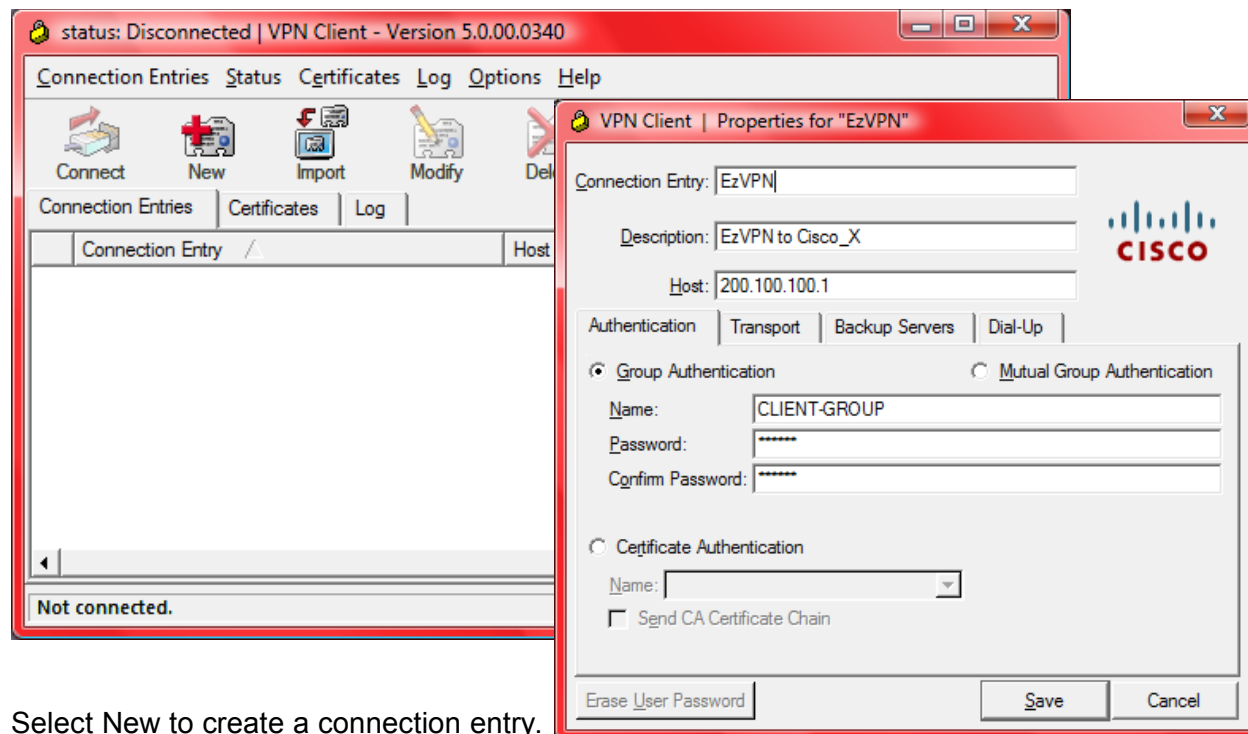 status: Disconnected | VPN Client - Version 5.0.00.0340
Connection Entries Status Certificates Log Options Help
Connect New Import Modify Del
Connection Entries Certificates Log
Connection Entry Host
Not connected.
VPN Client | Properties for "EzVPN"
Connection Entry: EzVPN
Description: EzVPN to Cisco_X
Host: 200.100.100.1
CISCO
Authentication Transport Backup Servers Dial-Up
Group Authentication Mutual Group Authentication
Name: CLIENT-GROUP
Password: ******
Confirm Password: ******
Certificate Authentication
Name:
Send CA Certificate Chain
Erase User Password Save Cancel
Select New to create a connection entry.